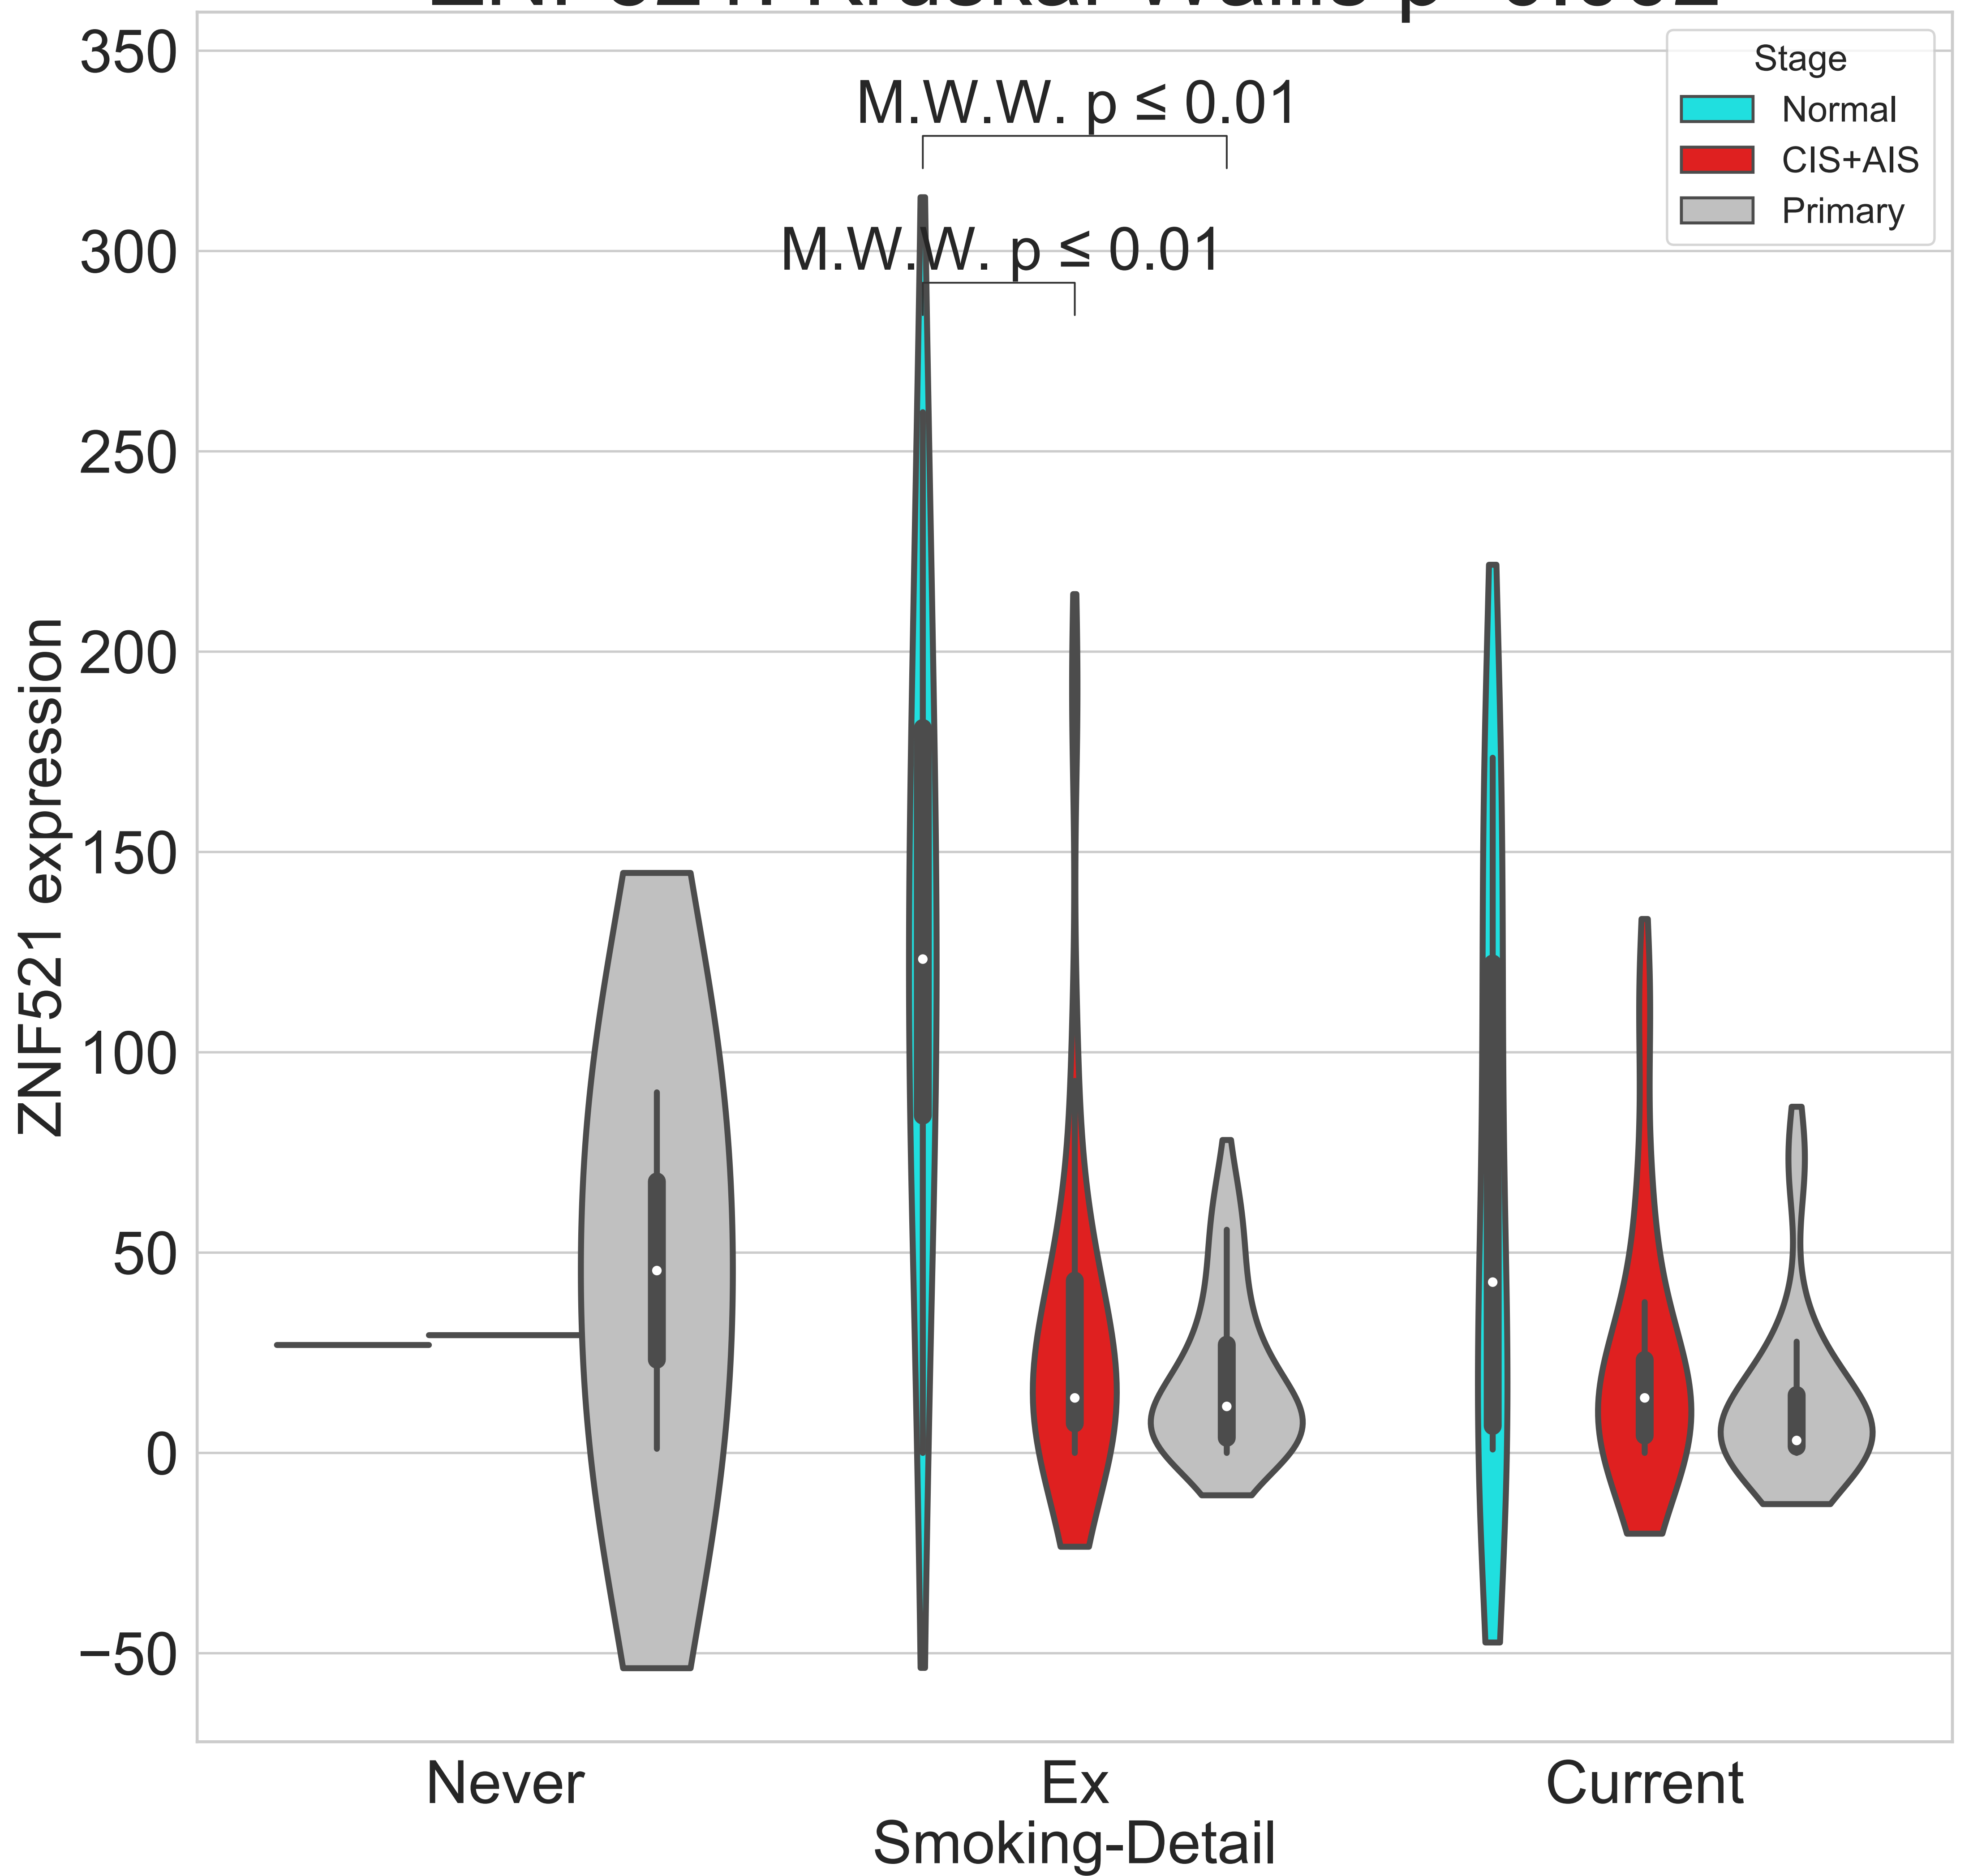 350
300
250
200
150
100
50
0
−50
ZNF521 expression
M.W.W. p ≤ 0.01
M.W.W. p ≤ 0.01
Stage
Normal
CIS+AIS
Primary
Never
Ex
Current
Smoking-Detail